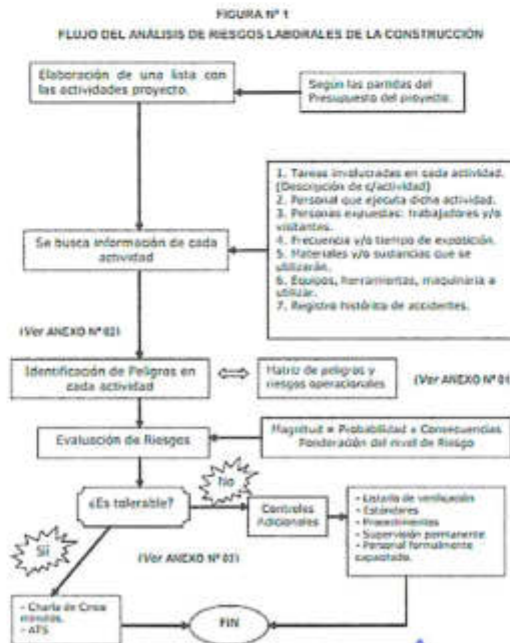 FIGURA Nº 1
FLUJO DEL ANÁLISIS DE RIESGOS LABORALES DE LA CONSTRUCCIÓN
Elaboración de una lista con
las actividades proyecto.
Según las partidas del
Presupuesto del proyecto.
1. Tareas involucradas en cada actividad.
(Descripción de c/actividad)
2. Personal que ejecuta dicha actividad.
3. Personas expuestas: trabajadores y/o
visitantes.
4. Frecuencia y/o tiempo de exposición.
5. Materiales y/o sustancias que se
utilizarán.
6. Equipos, herramientas, maquinaria a
utilizar.
7. Registro histórico de accidentes.
Se busca información de cada
actividad
(Ver ANEXO Nº 02)
Identificación de Peligros en
cada actividad
Matriz de peligros y
riesgos operacionales
(Ver ANEXO Nº 01
Evaluación de Riesgos
Magnitud = Probabilidad x Consecuencias
Ponderación del nivel de Riesgo
No
¿Es tolerable?
Controles
Adicionales
- Listado de verificación
- Estándares
- Procedimientos
- Supervisión permanente
- Personal formalmente
capacitado.
Sí
(Ver ANEXO Nº 03)
- Charla de Cinco
minutos.
- ATS
FIN